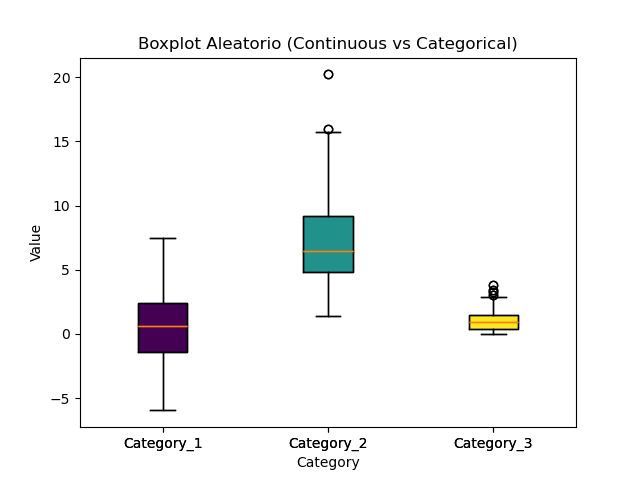 Boxplot Aleatorio (Continuous vs Categorical)
20
15
10
5
0
−5
Value
Category_1
Category_2
Category_3
Category